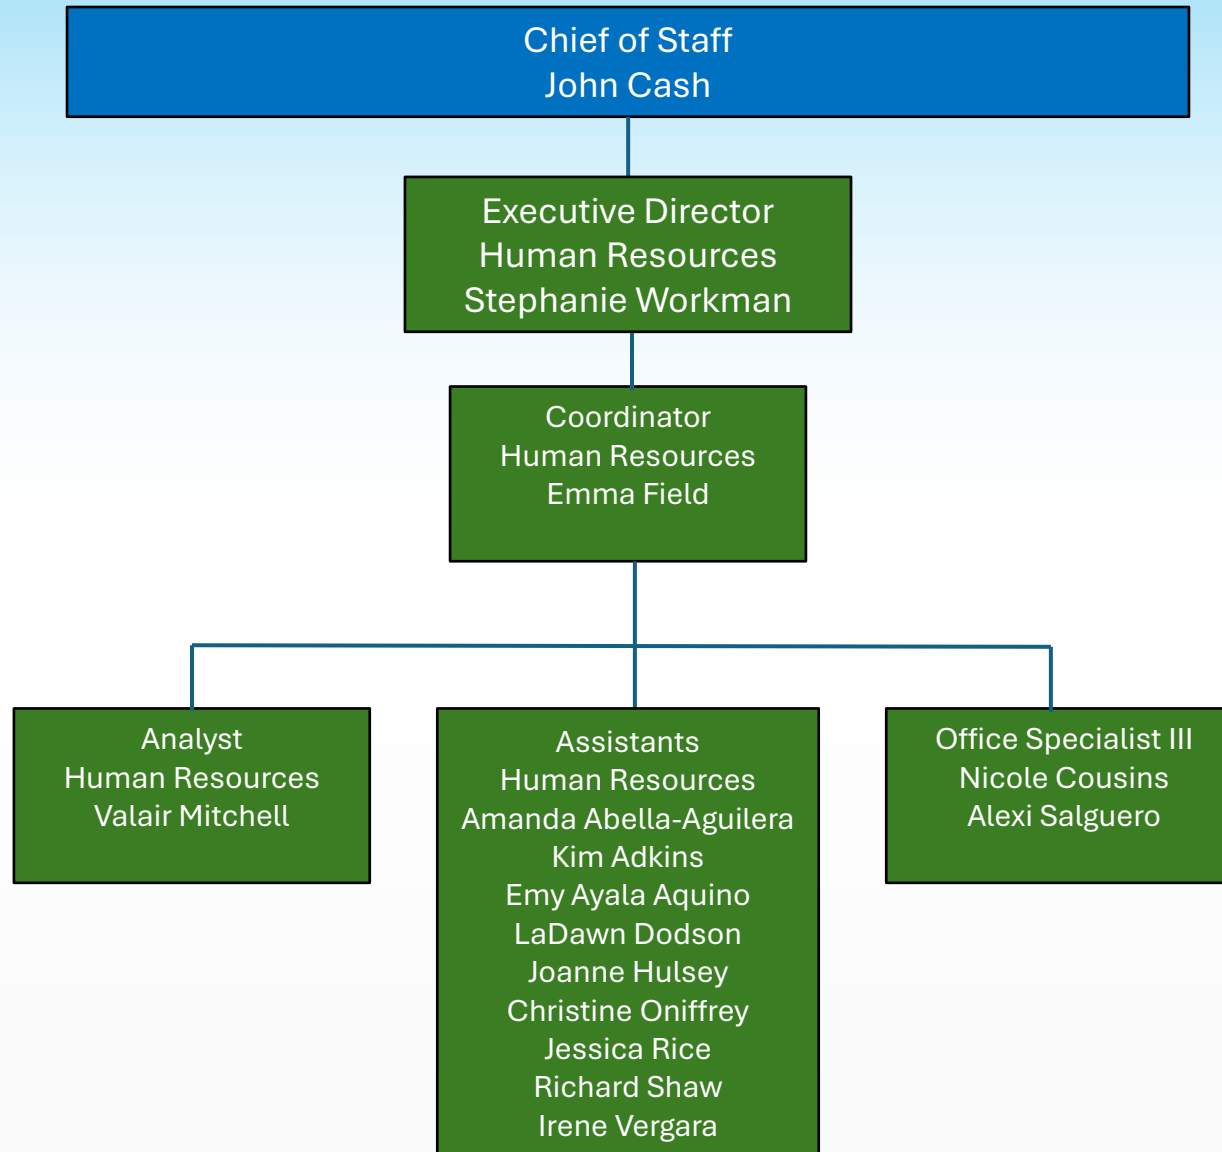 Chief of Staff
John Cash
Executive Director
Human Resources
Stephanie Workman
Coordinator
Human Resources
Emma Field
Analyst
Human Resources
Valair Mitchell
Assistants
Human Resources
Amanda Abella-Aguilera
Kim Adkins
Emy Ayala Aquino
LaDawn Dodson
Joanne Hulsey
Christine Oniffrey
Jessica Rice
Richard Shaw
Irene Vergara
Office Specialist III
Nicole Cousins
Alexi Salguero